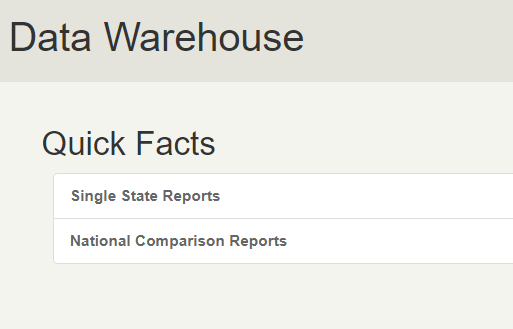 Data Warehouse
Quick Facts
Single State Reports
National Comparison Reports